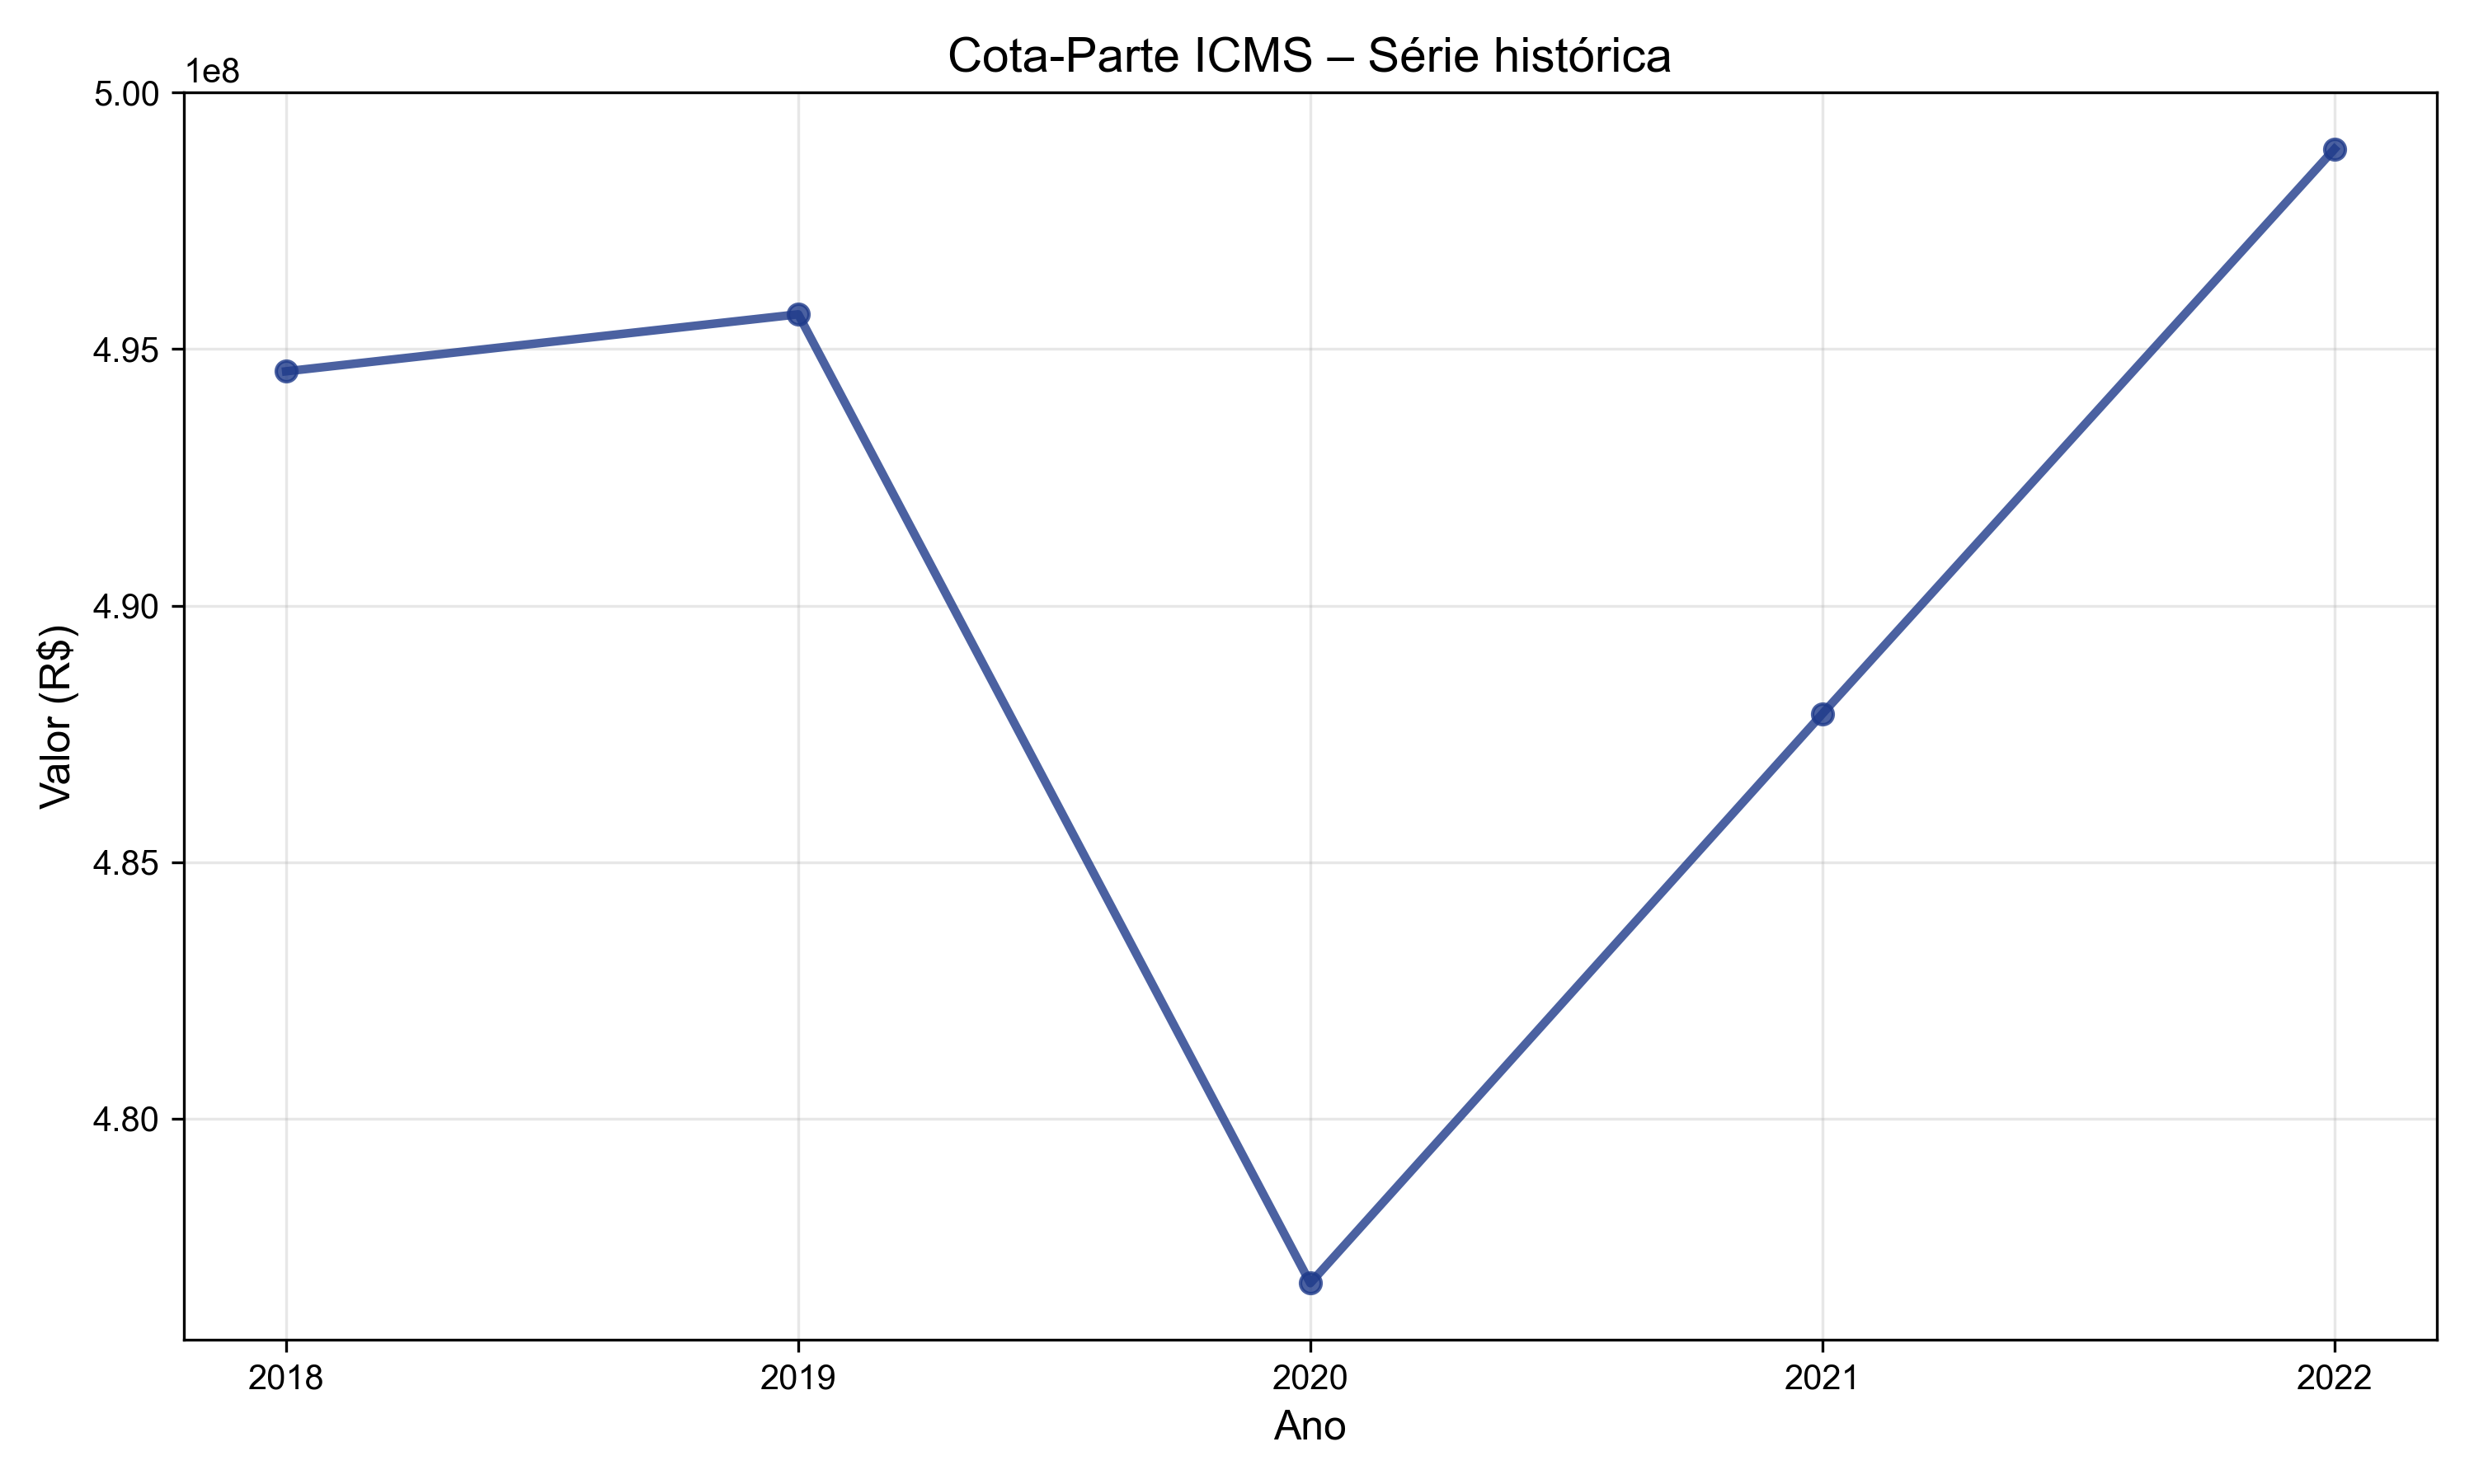 Cota-Parte ICMS — Série histórica
1e8
5.00
4.95
4.90
4.85
4.80
Valor (R$)
2018 2019 2020 2021 2022
Ano